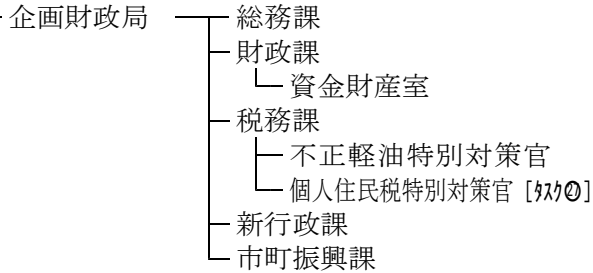 企画財政局
総務課
財政課
資金財産室
税務課
不正軽油特別対策官
個人住民税特別対策官 [ﾀｽｸ⑳]
新行政課
市町振興課